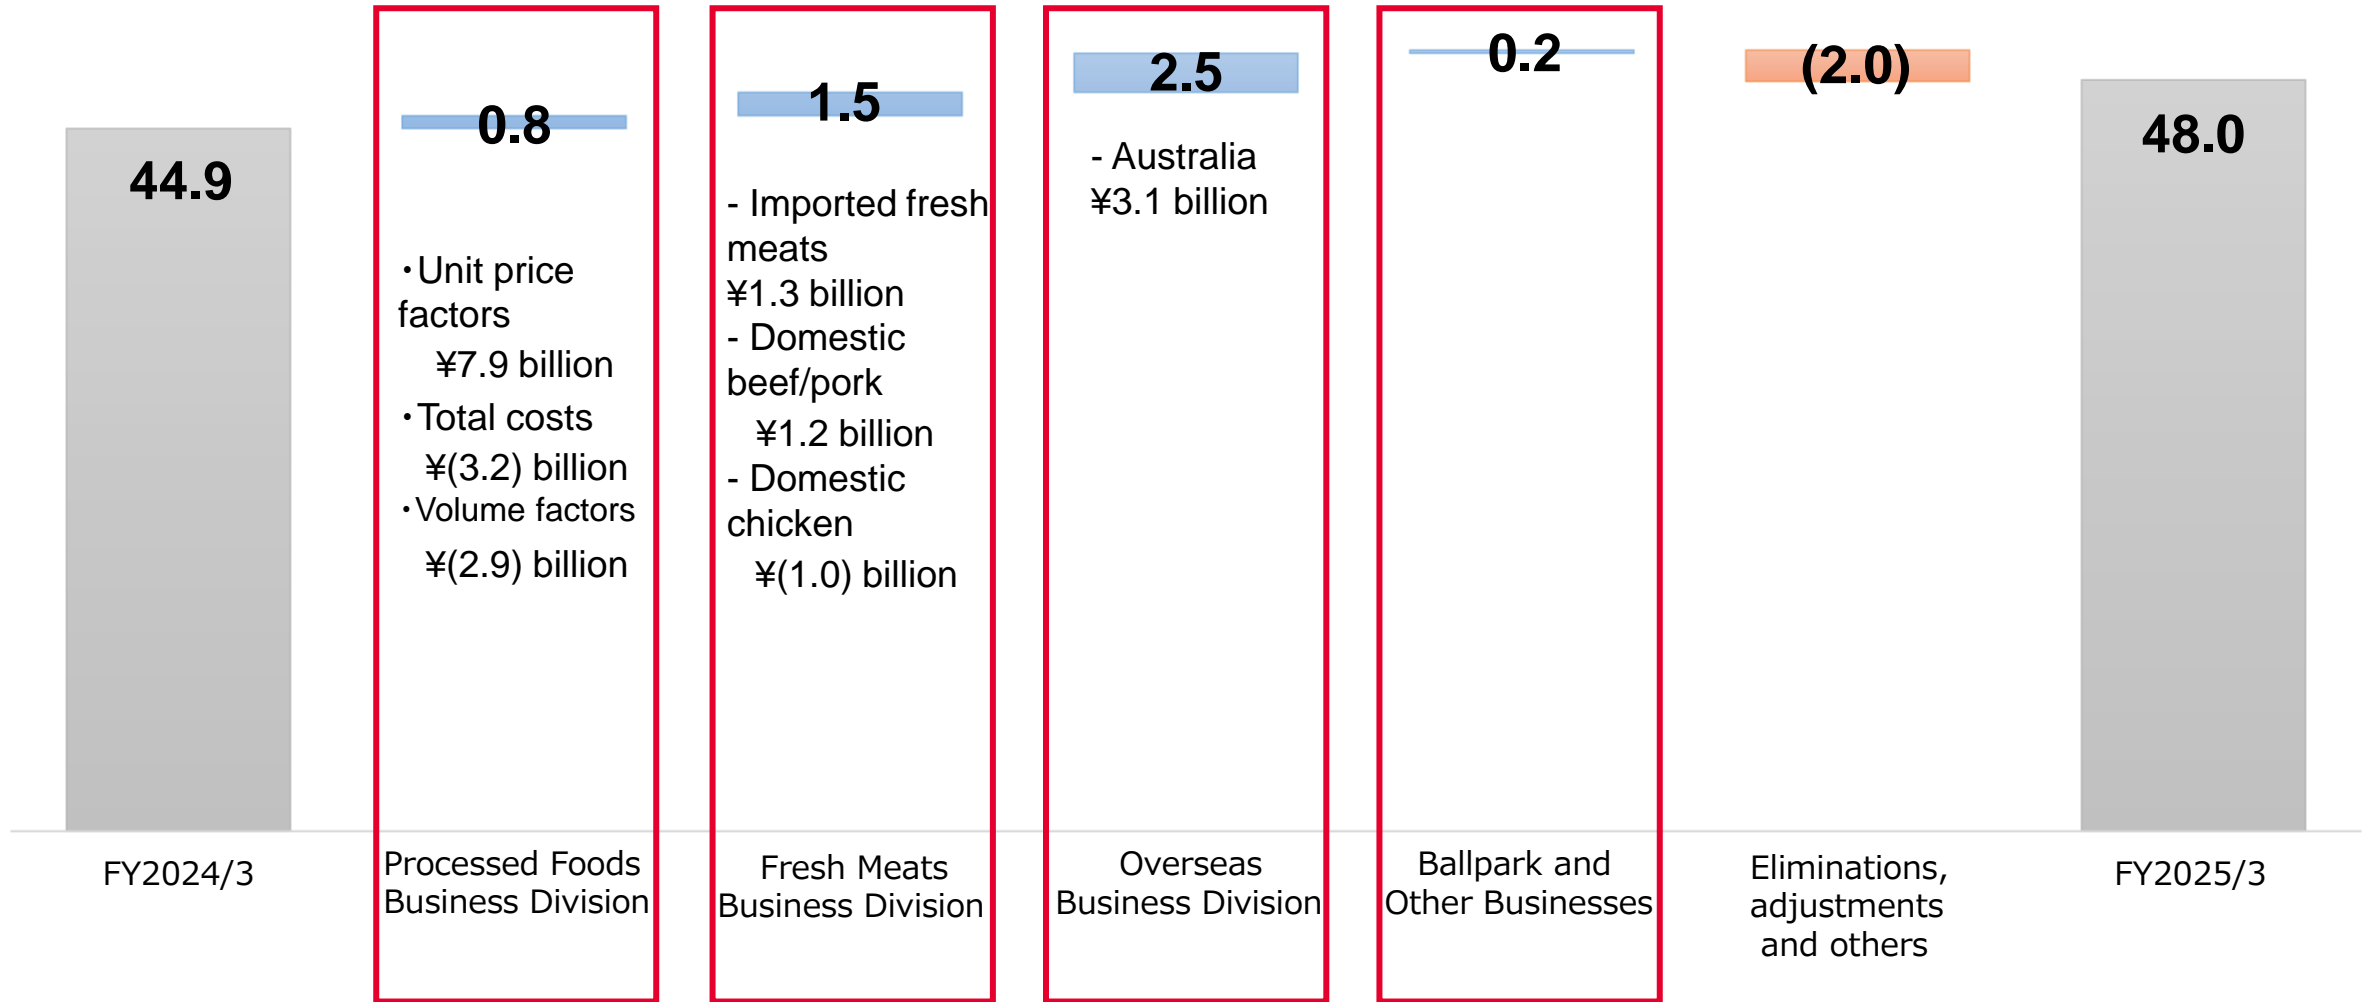 44.9
FY2024/3
0.8
・Unit price
factors
¥7.9 billion
・Total costs
¥(3.2) billion
・Volume factors
¥(2.9) billion
Processed Foods
Business Division
1.5
- Imported fresh
meats
¥1.3 billion
- Domestic
beef/pork
¥1.2 billion
- Domestic
chicken
¥(1.0) billion
Fresh Meats
Business Division
2.5
- Australia
¥3.1 billion
Overseas
Business Division
0.2
Ballpark and
Other Businesses
(2.0)
Eliminations,
adjustments
and others
48.0
FY2025/3